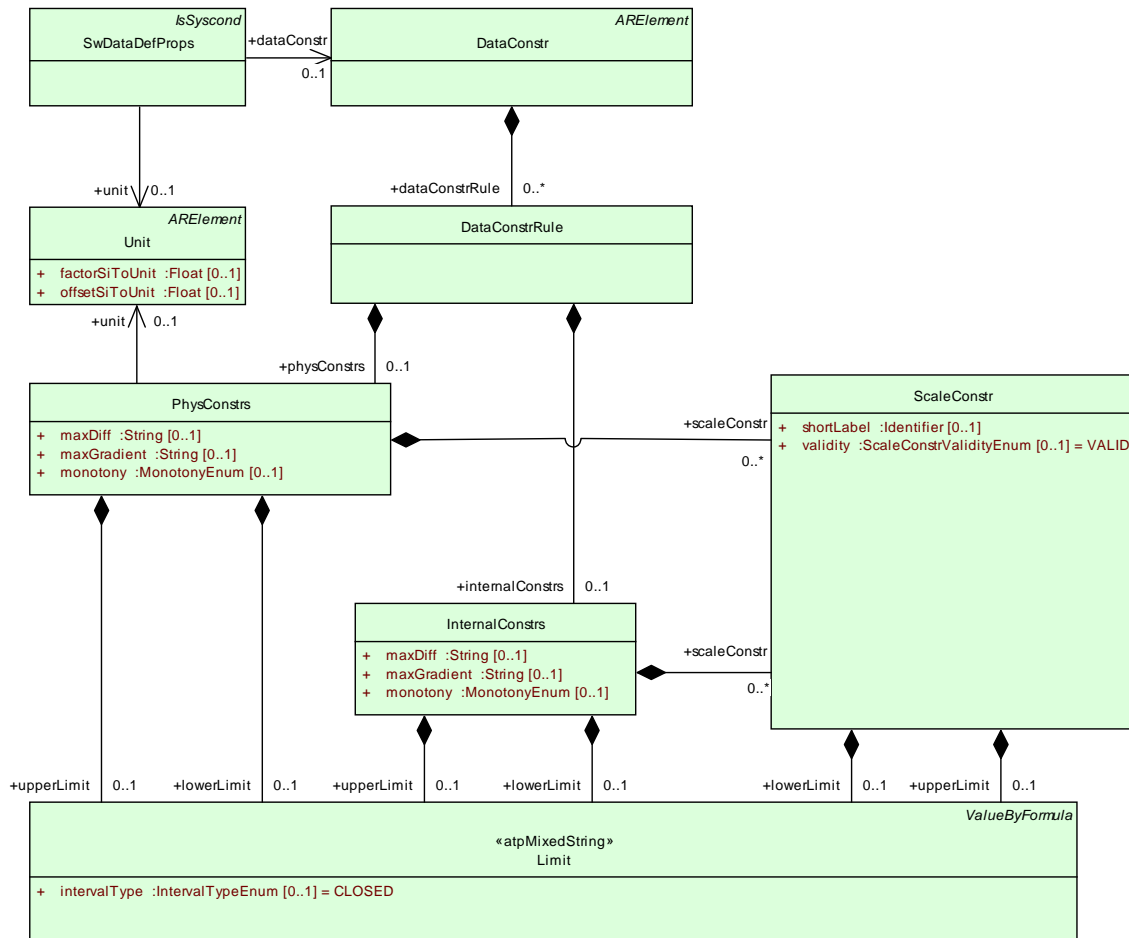 IsSyscond
SwDataDefProps
+dataConstr
0..1
ARElement
DataConstr
+unit 0..1
+dataConstrRule 0..*
ARElement
Unit
+ factorSiToUnit :Float [0..1]
+ offsetSiToUnit :Float [0..1]
DataConstrRule
+unit 0..1
+physConstrs 0..1
PhysConstrs
+ maxDiff :String [0..1]
+ maxGradient :String [0..1]
+ monotony :MonotonyEnum [0..1]
+scaleConstr
0..*
ScaleConstr
+ shortLabel :Identifier [0..1]
+ validity :ScaleConstrValidityEnum [0..1] = VALID
+internalConstrs 0..1
InternalConstrs
+ maxDiff :String [0..1]
+ maxGradient :String [0..1]
+ monotony :MonotonyEnum [0..1]
+scaleConstr
0..*
+upperLimit 0..1
+lowerLimit 0..1
+upperLimit 0..1
+lowerLimit 0..1
+lowerLimit 0..1
+upperLimit 0..1
ValueByFormula
«atpMixedString»
Limit
+ intervalType :IntervalTypeEnum [0..1] = CLOSED